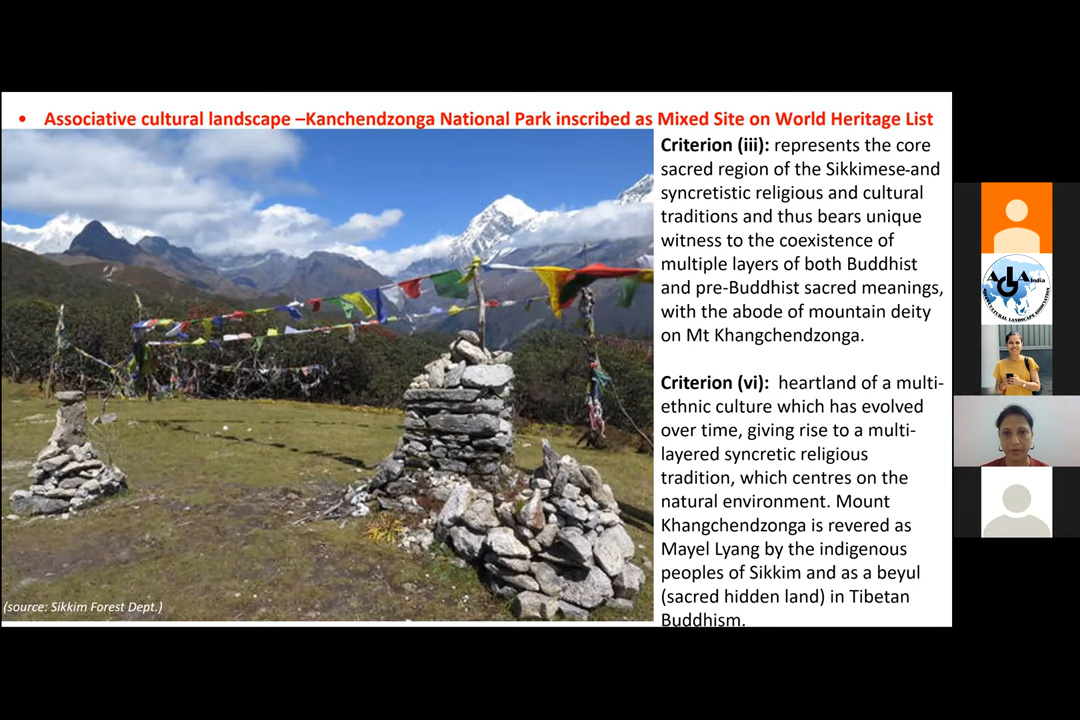 • Associative cultural landscape –Kanchendzonga National Park inscribed as Mixed Site on World Heritage List
Criterion (iii): represents the core
sacred region of the Sikkimese-and
syncretistic religious and cultural
traditions and thus bears unique
witness to the coexistence of
multiple layers of both Buddhist
and pre-Buddhist sacred meanings,
with the abode of mountain deity
on Mt Khangchendzonga.
Criterion (vi): heartland of a multi-
ethnic culture which has evolved
over time, giving rise to a multi-
layered syncretic religious
tradition, which centres on the
natural environment. Mount
Khangchendzonga is revered as
Mayel Lyang by the indigenous
peoples of Sikkim and as a beyul
(sacred hidden land) in Tibetan
Buddhism.
(source: Sikkim Forest Dept.)
India